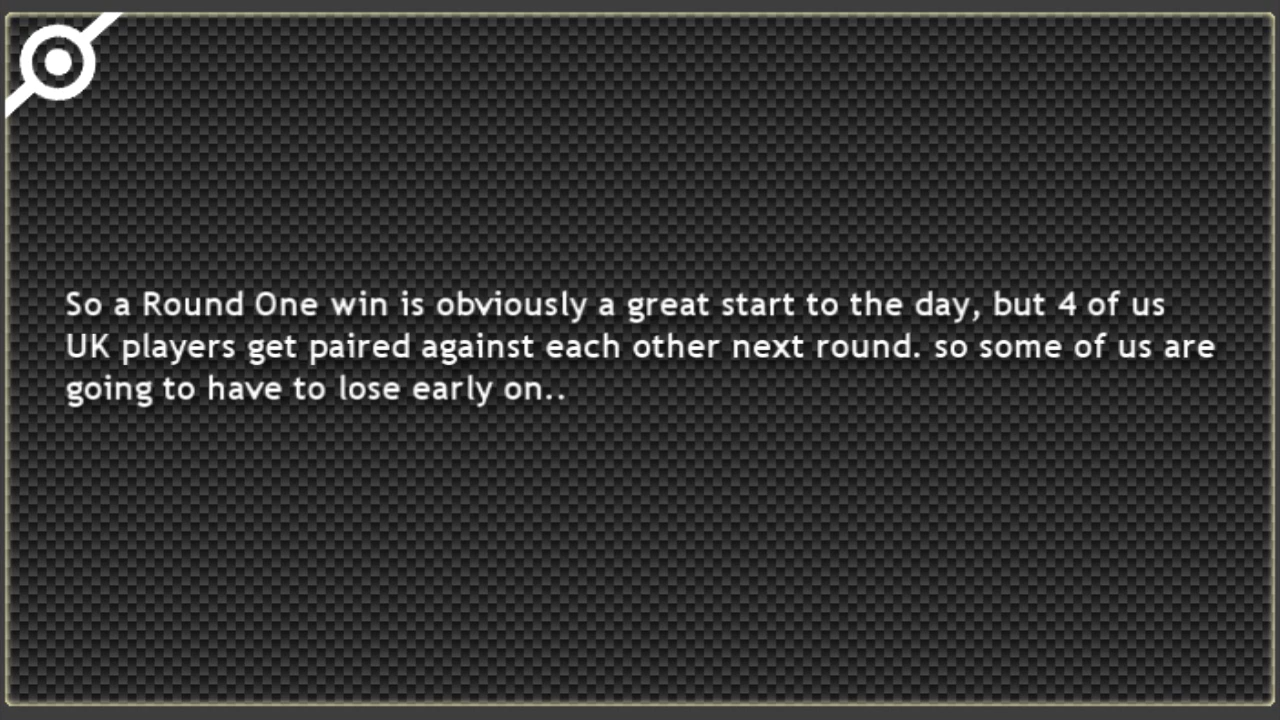 So a Round One win is obviously a great start to the day, but 4 of us
UK players get paired against each other next round. so some of us are
going to have to lose early on..